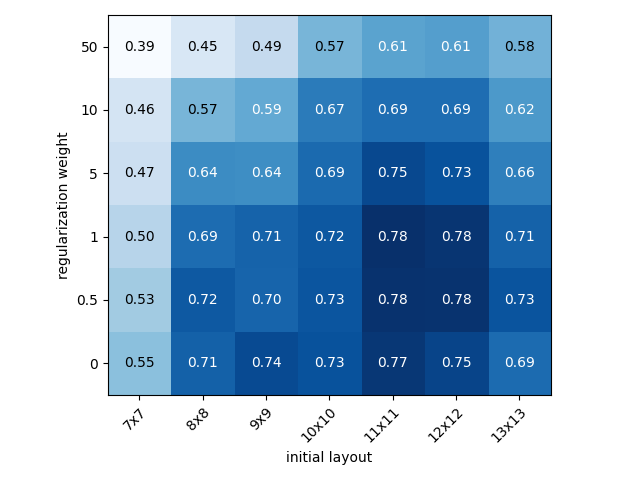 regularization weight
50 0.39 0.45 0.49 0.57 0.61 0.61 0.58
10 0.46 0.57 0.59 0.67 0.69 0.69 0.62
5 0.47 0.64 0.64 0.69 0.75 0.73 0.66
1 0.50 0.69 0.71 0.72 0.78 0.78 0.71
0.5 0.53 0.72 0.70 0.73 0.78 0.78 0.73
0 0.55 0.71 0.74 0.73 0.77 0.75 0.69
7x7 8x8 9x9 10x10 11x11 12x12 13x13
initial layout